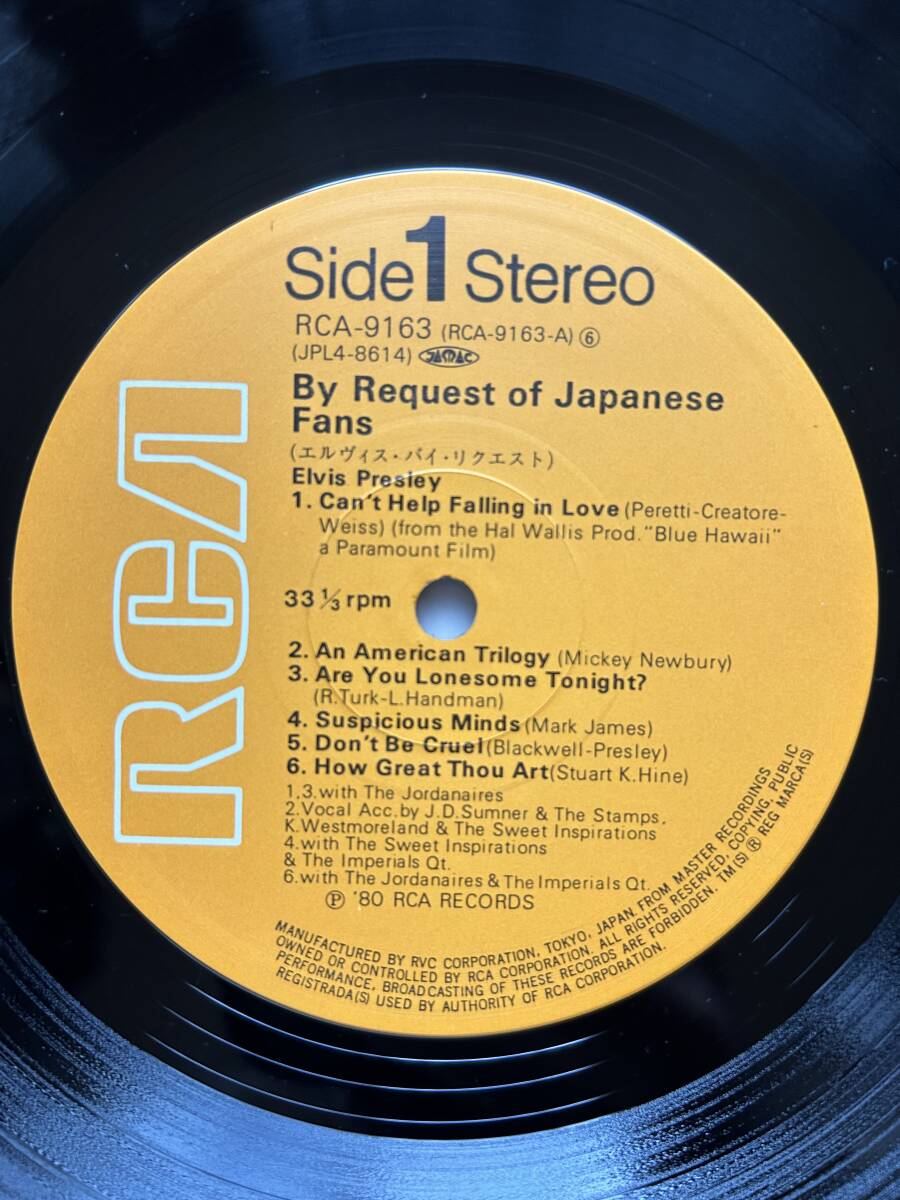 Side 1 Stereo
RCA-9163 (RCA-9163-A) ⑥
(JPL4-8614) JASRAC
By Request of Japanese
Fans
(エルヴィス・バイ・リクエスト)
Elvis Presley
1. Can't Help Falling in Love (Peretti-Creatore-
Weiss) (from the Hal Wallis Prod. "Blue Hawaii"
a Paramount Film)
33 1/3 rpm
2. An American Trilogy (Mickey Newbury)
3. Are You Lonesome Tonight?
(R.Turk-L.Handman)
4. Suspicious Minds (Mark James)
5. Don't Be Cruel (Blackwell-Presley)
6. How Great Thou Art (Stuart K.Hine)
1.3.with The Jordanaires
2.Vocal Acc.by J.D.Sumner & The Stamps,
K.Westmoreland & The Sweet Inspirations
4.with The Sweet Inspirations
& The Imperials Qt.
6.with The Jordanaires & The Imperials Qt.
℗ '80 RCA RECORDS
MANUFACTURED BY RVC CORPORATION, TOKYO, JAPAN. FROM MASTER RECORDINGS
OWNED OR CONTROLLED BY RCA CORPORATION. ALL RIGHTS RESERVED, COPYING, PUBLIC
PERFORMANCE, BROADCASTING OF THESE RECORDS ARE FORBIDDEN. TM(S) ® REG MARCA(S)
REGISTRADA(S) USED BY AUTHORITY OF RCA CORPORATION.
RCA